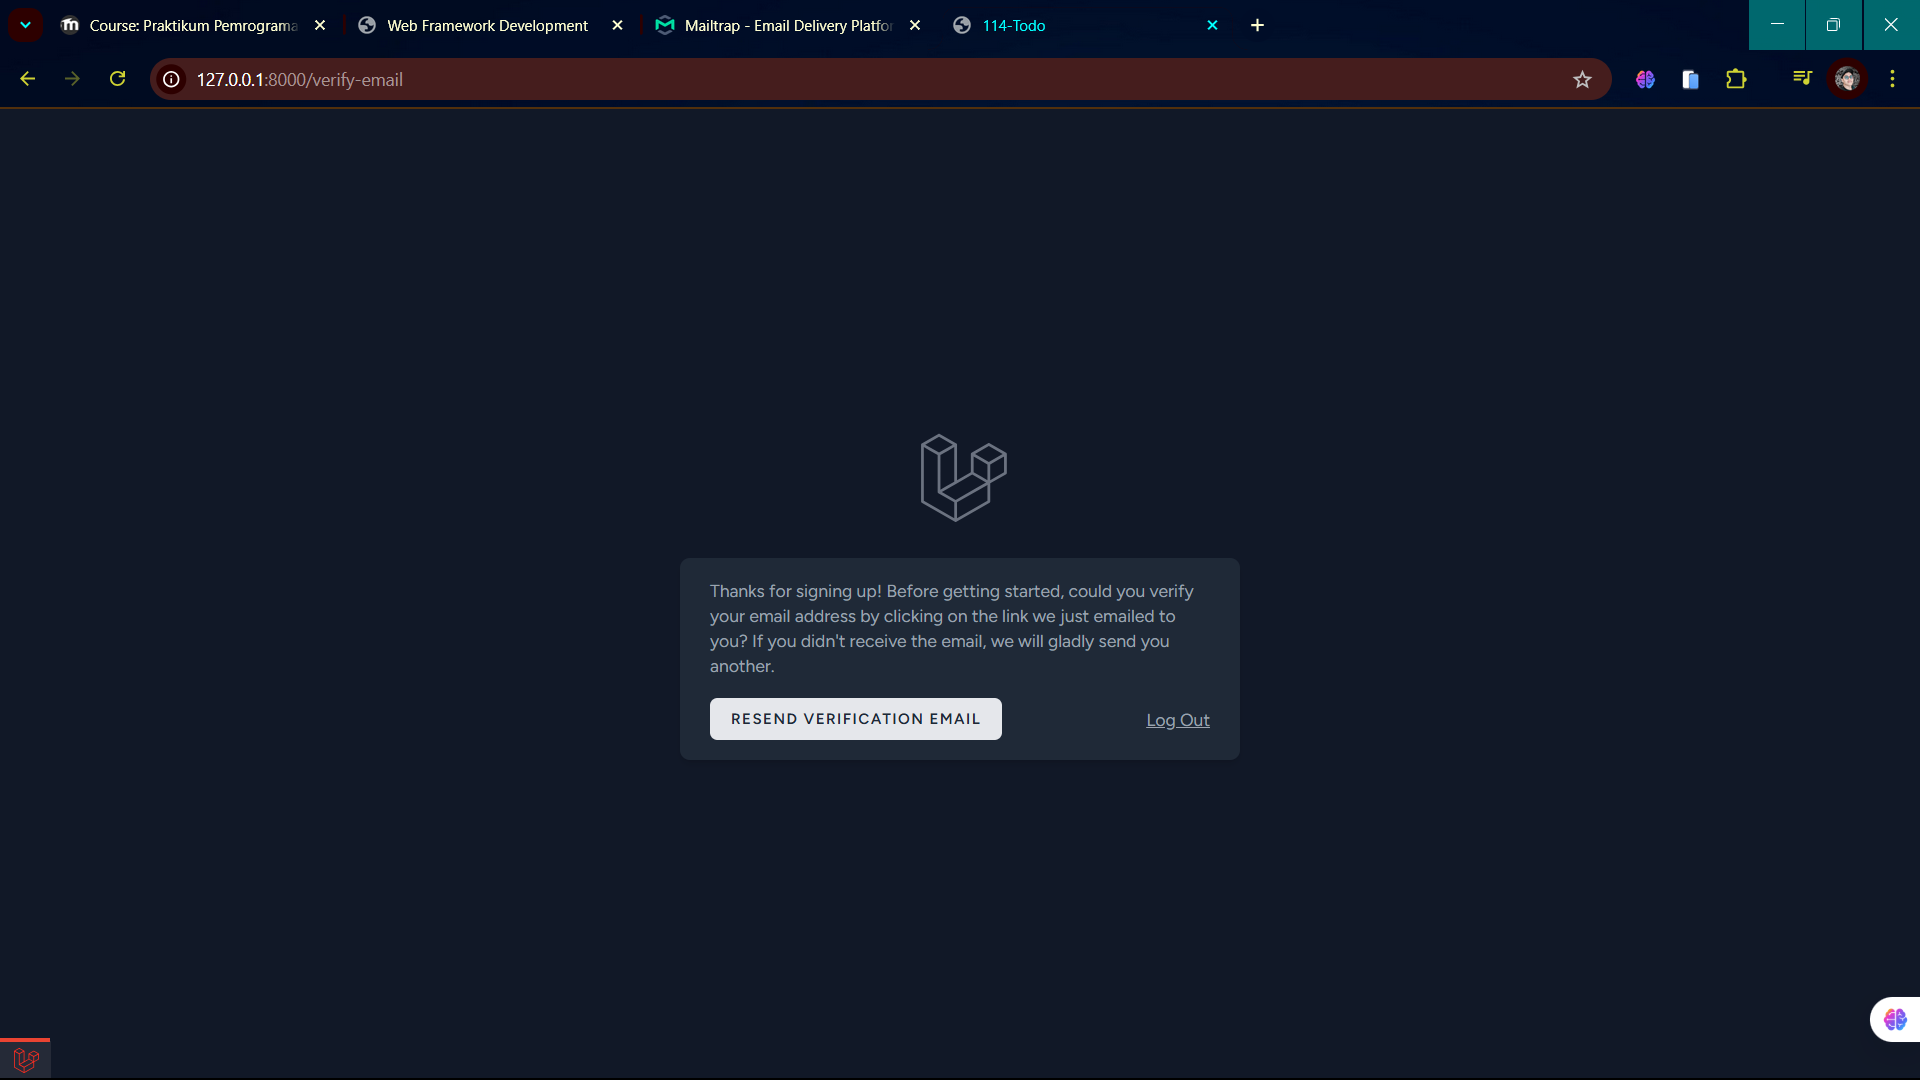 Course: Praktikum Pemrograma
Web Framework Development
Mailtrap - Email Delivery Platfor
114-Todo
127.0.0.1:8000/verify-email
Thanks for signing up! Before getting started, could you verify
your email address by clicking on the link we just emailed to
you? If you didn't receive the email, we will gladly send you
another.
RESEND VERIFICATION EMAIL
Log Out